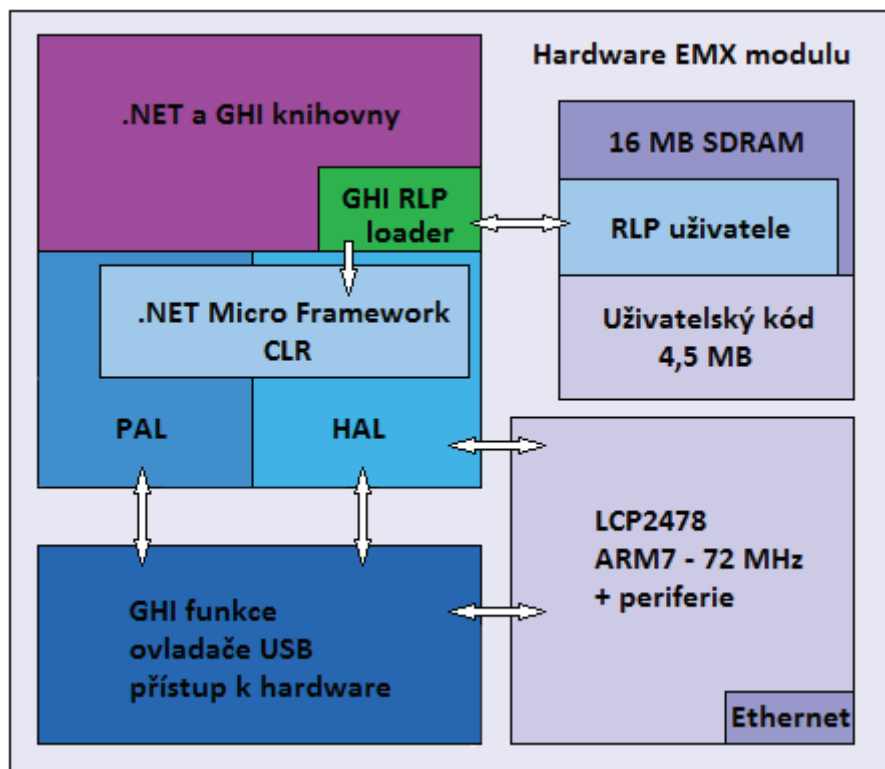 Hardware EMX modulu
.NET a GHI knihovny
GHI RLP
loader
16 MB SDRAM
RLP uživatele
Uživatelský kód
4,5 MB
.NET Micro Framework
CLR
PAL
HAL
LCP2478
ARM7 - 72 MHz
+ periferie
Ethernet
GHI funkce
ovladače USB
přístup k hardware